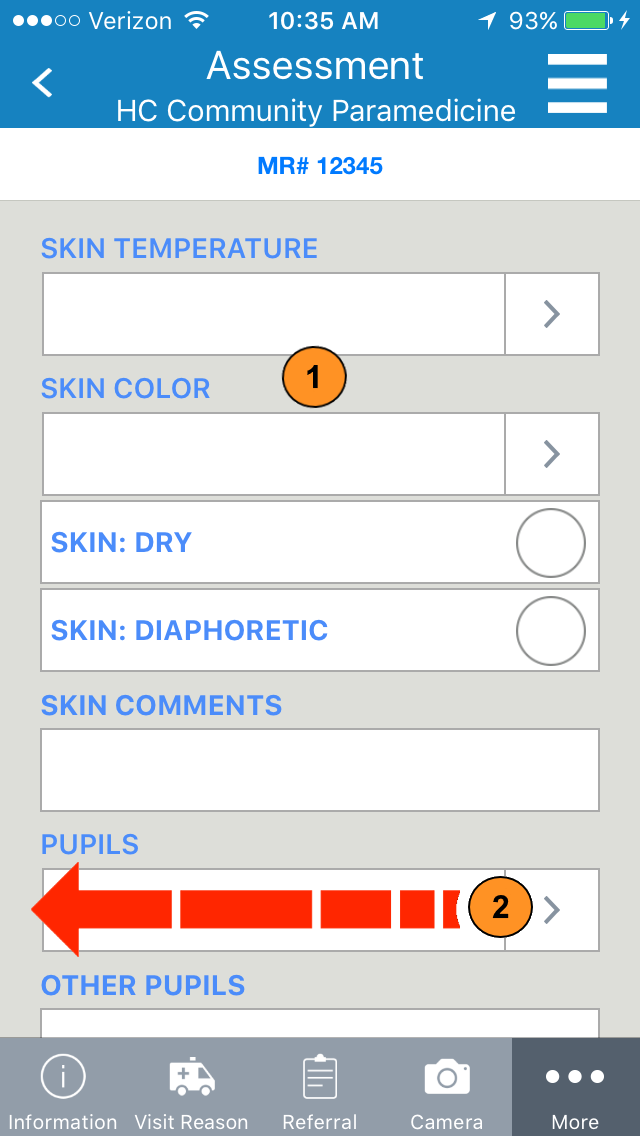 Verizon 10:35 AM 93%
Assessment
HC Community Paramedicine
MR# 12345
SKIN TEMPERATURE
1
SKIN COLOR
SKIN: DRY
SKIN: DIAPHORETIC
SKIN COMMENTS
PUPILS
2
OTHER PUPILS
Information Visit Reason Referral Camera More